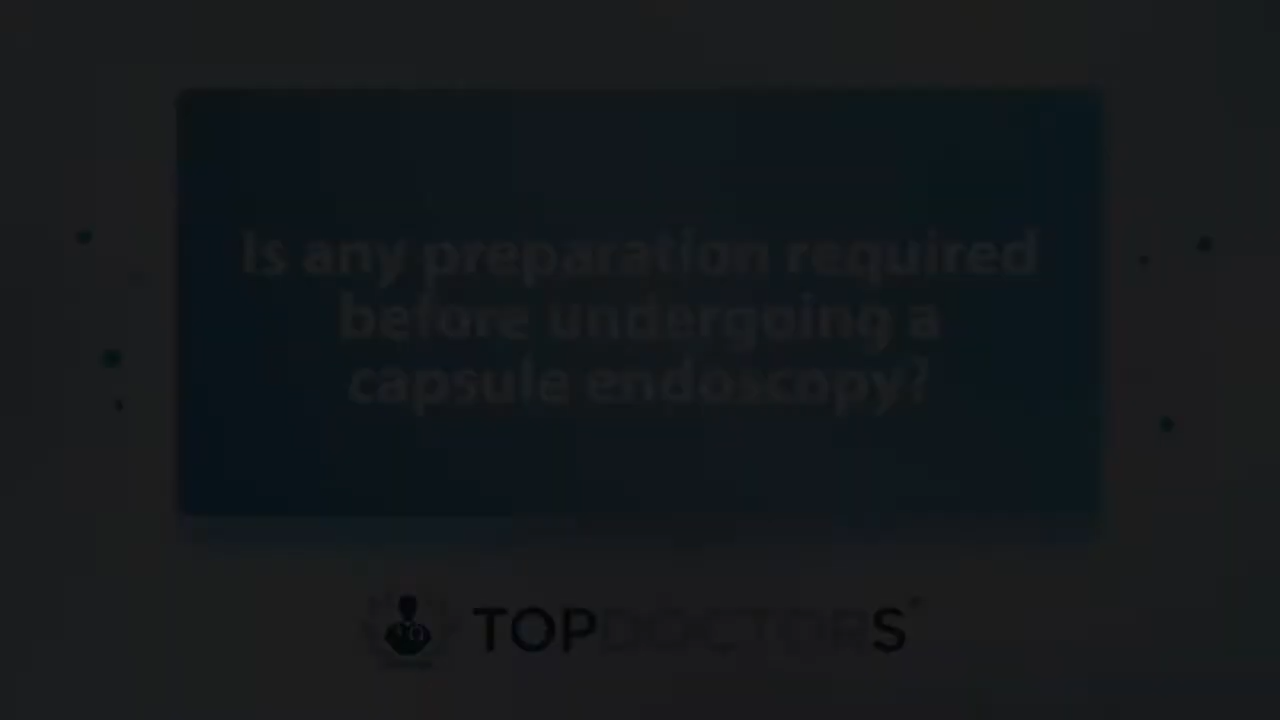 Is any preparation required
before undergoing a
capsule endoscopy?
TOPDOCTORS